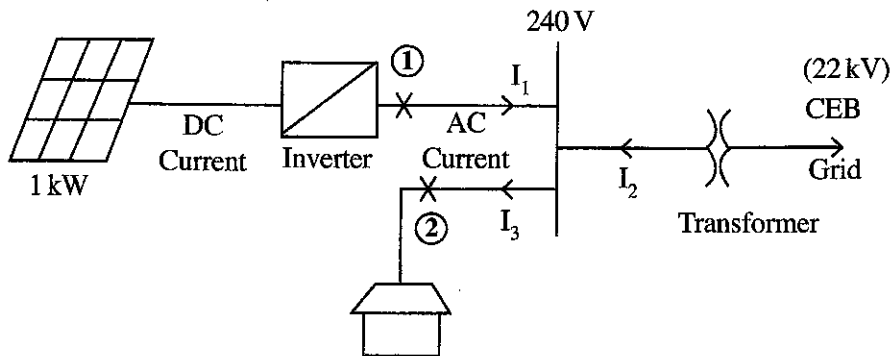 240 V
①
I₁
(22 kV)
CEB
DC
Current
Inverter
AC
Current
1 kW
I₂
Grid
②
I₃
Transformer